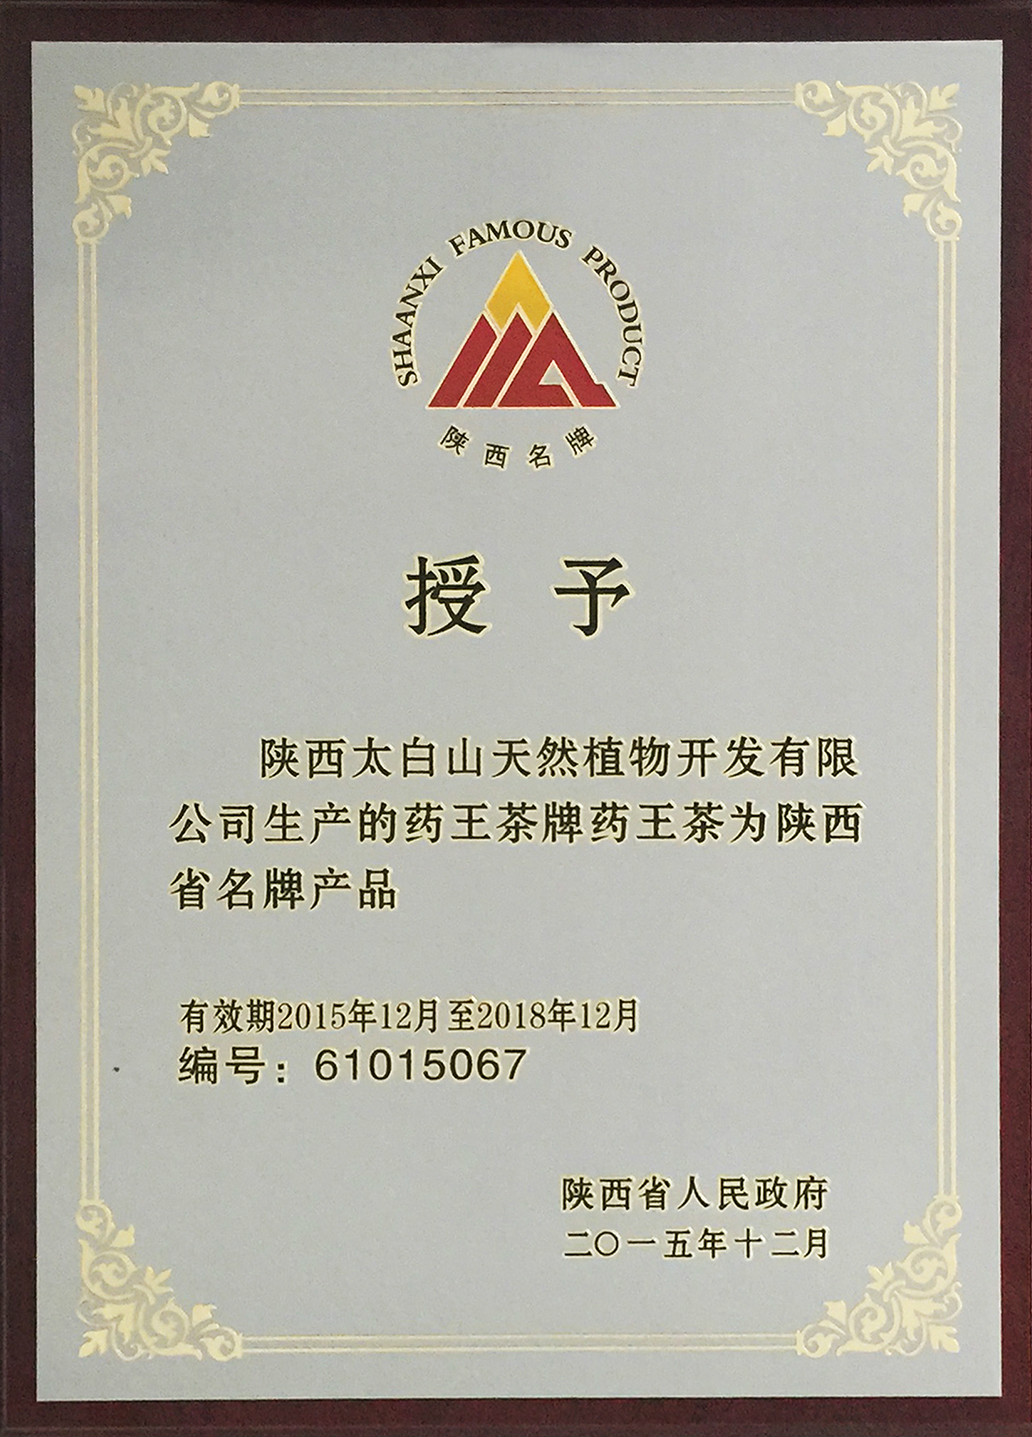 SHAANXI FAMOUS PRODUCT
陕西名牌
授予
陕西太白山天然植物开发有限
公司生产的药王茶牌药王茶为陕西
省名牌产品
有效期2015年12月至2018年12月
编号：61015067
陕西省人民政府
二〇一五年十二月